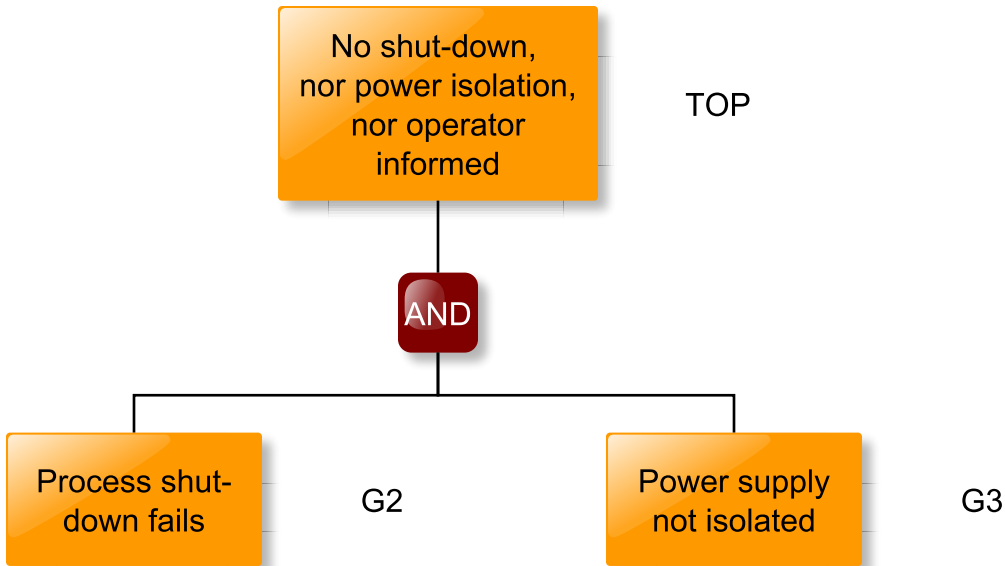 No shut-down,
nor power isolation,
nor operator
informed
TOP
AND
Process shut-
down fails
G2
Power supply
not isolated
G3